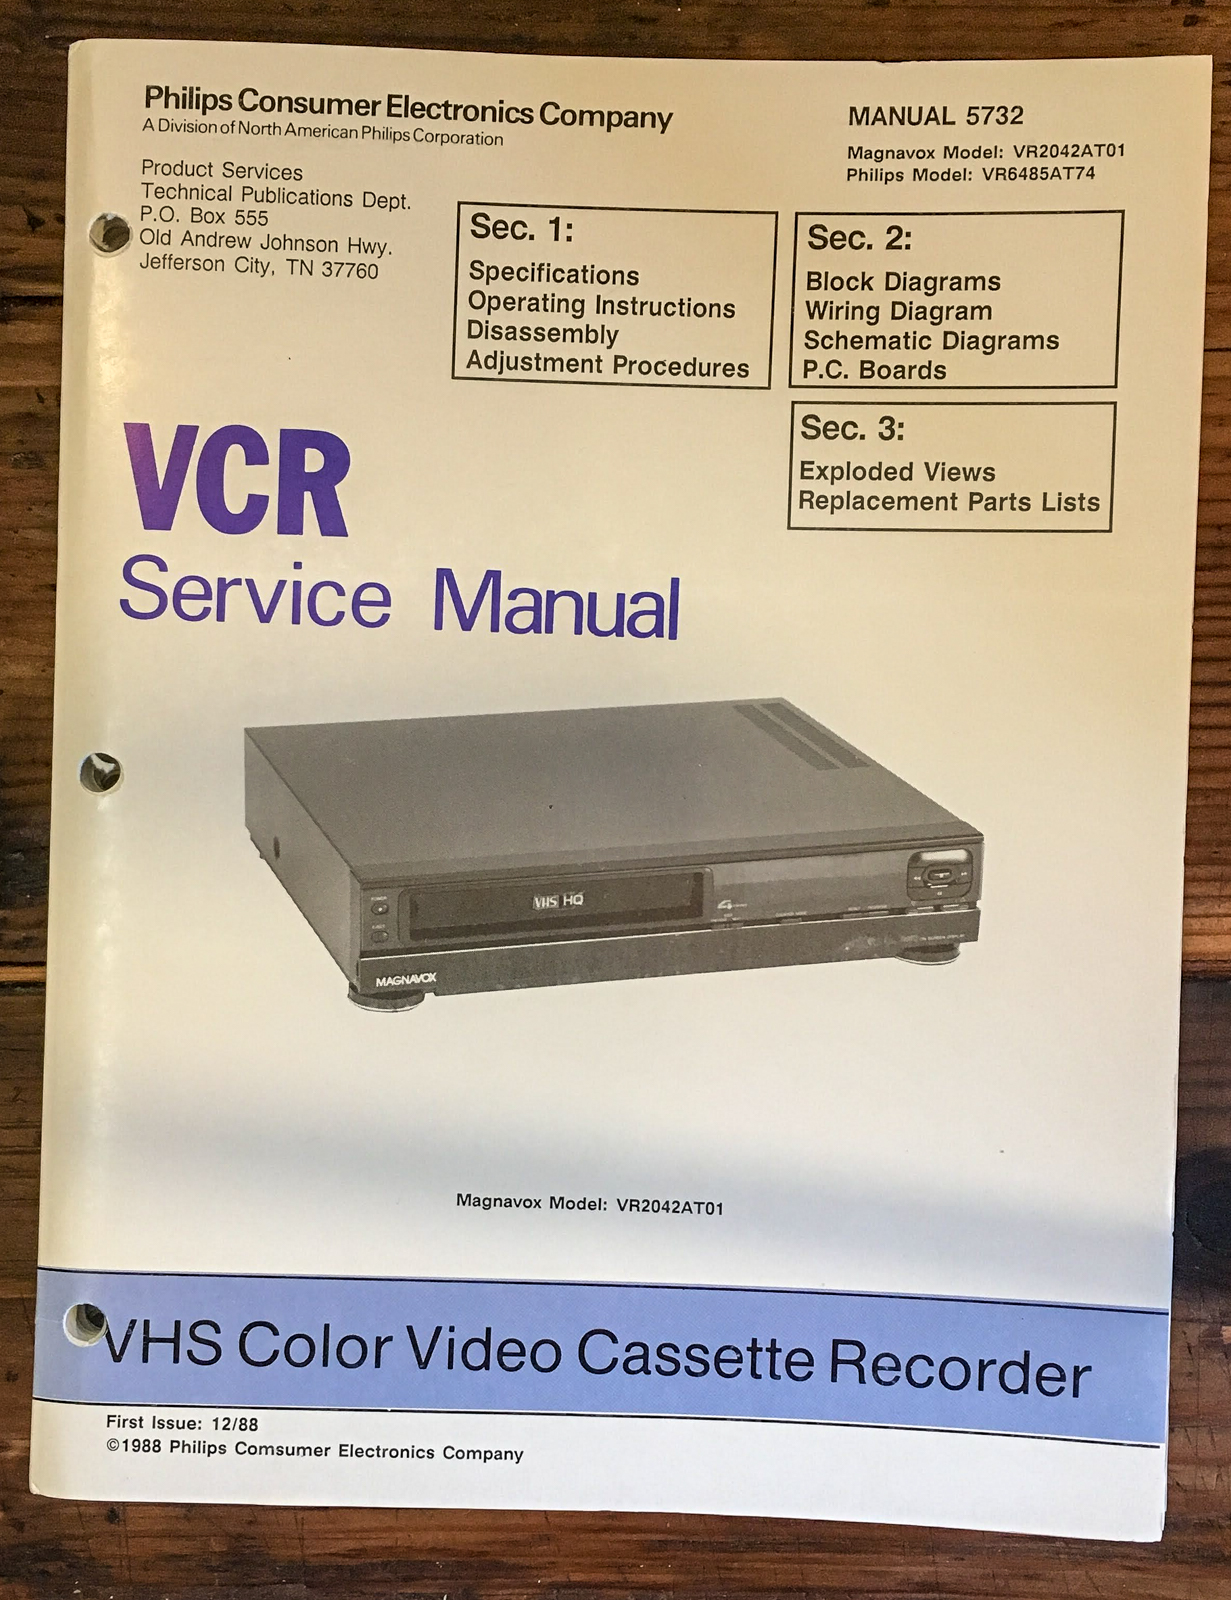 Philips Consumer Electronics Company
A Division of North American Philips Corporation
Product Services
Technical Publications Dept.
P.O. Box 555
Old Andrew Johnson Hwy.
Jefferson City, TN 37760
MANUAL 5732
Magnavox Model: VR2042AT01
Philips Model: VR6485AT74
Sec. 1:
Specifications
Operating Instructions
Disassembly
Adjustment Procedures
Sec. 2:
Block Diagrams
Wiring Diagram
Schematic Diagrams
P.C. Boards
Sec. 3:
Exploded Views
Replacement Parts Lists
VCR
Service Manual
VHS HQ
POWER
EJECT
4
MAGNAVOX
Magnavox Model: VR2042AT01
VHS Color Video Cassette Recorder
First Issue: 12/88
©1988 Philips Comsumer Electronics Company